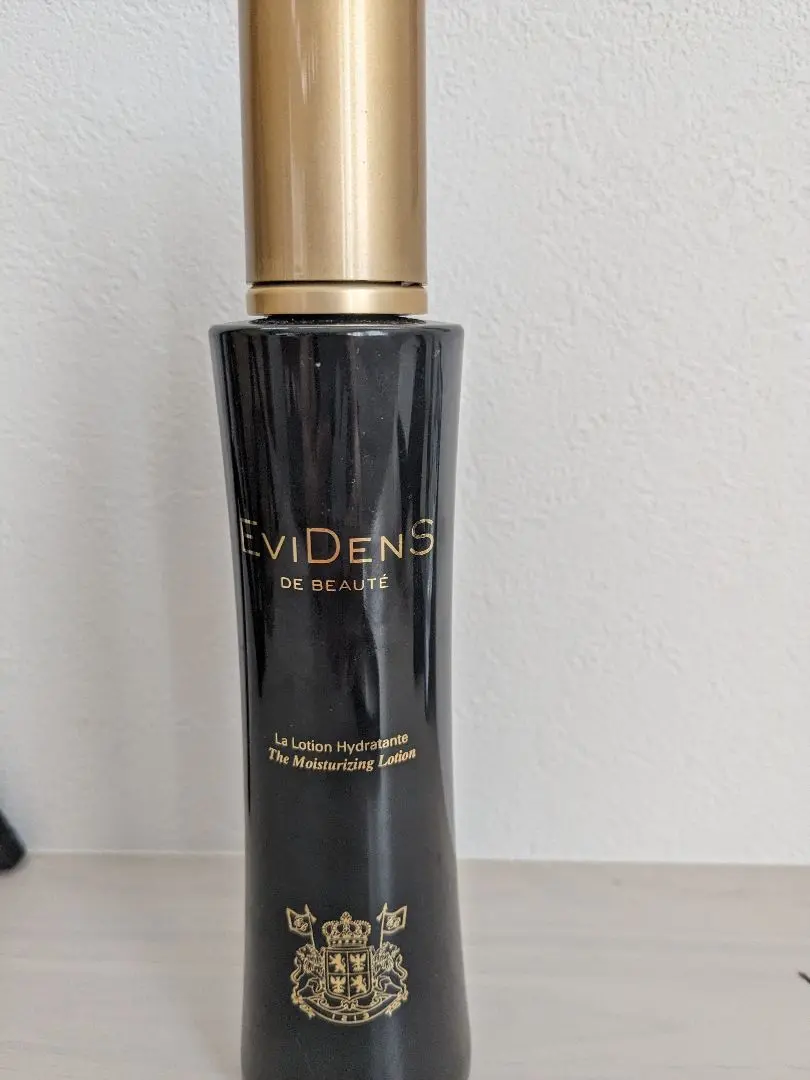 EVIDENS
DE BEAUTÉ
La Lotion Hydratante
The Moisturizing Lotion